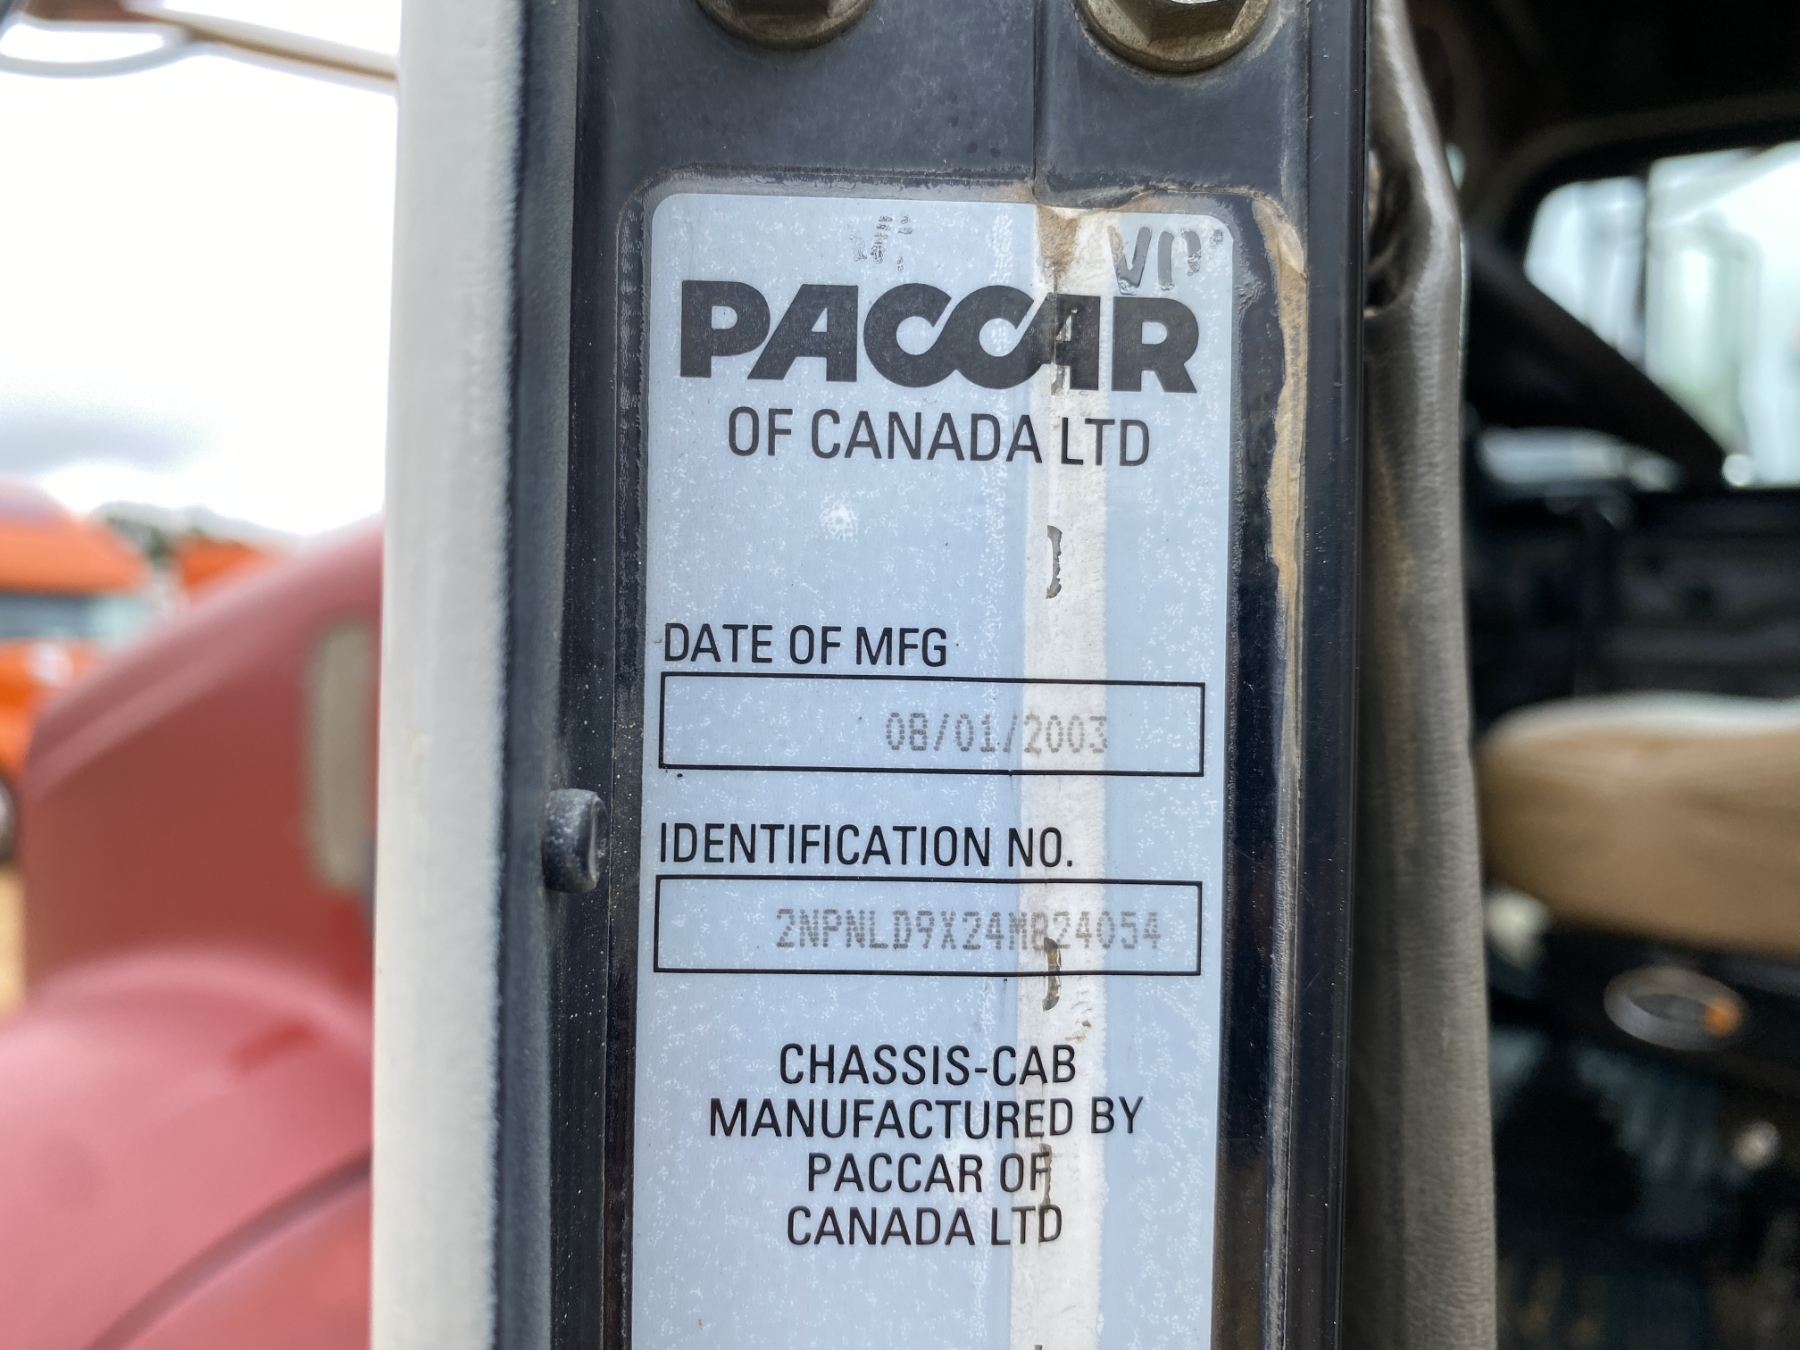 PACCAR
OF CANADA LTD
DATE OF MFG
08/01/2003
IDENTIFICATION NO.
2NPNLD9X24M824054
CHASSIS-CAB
MANUFACTURED BY
PACCAR OF
CANADA LTD